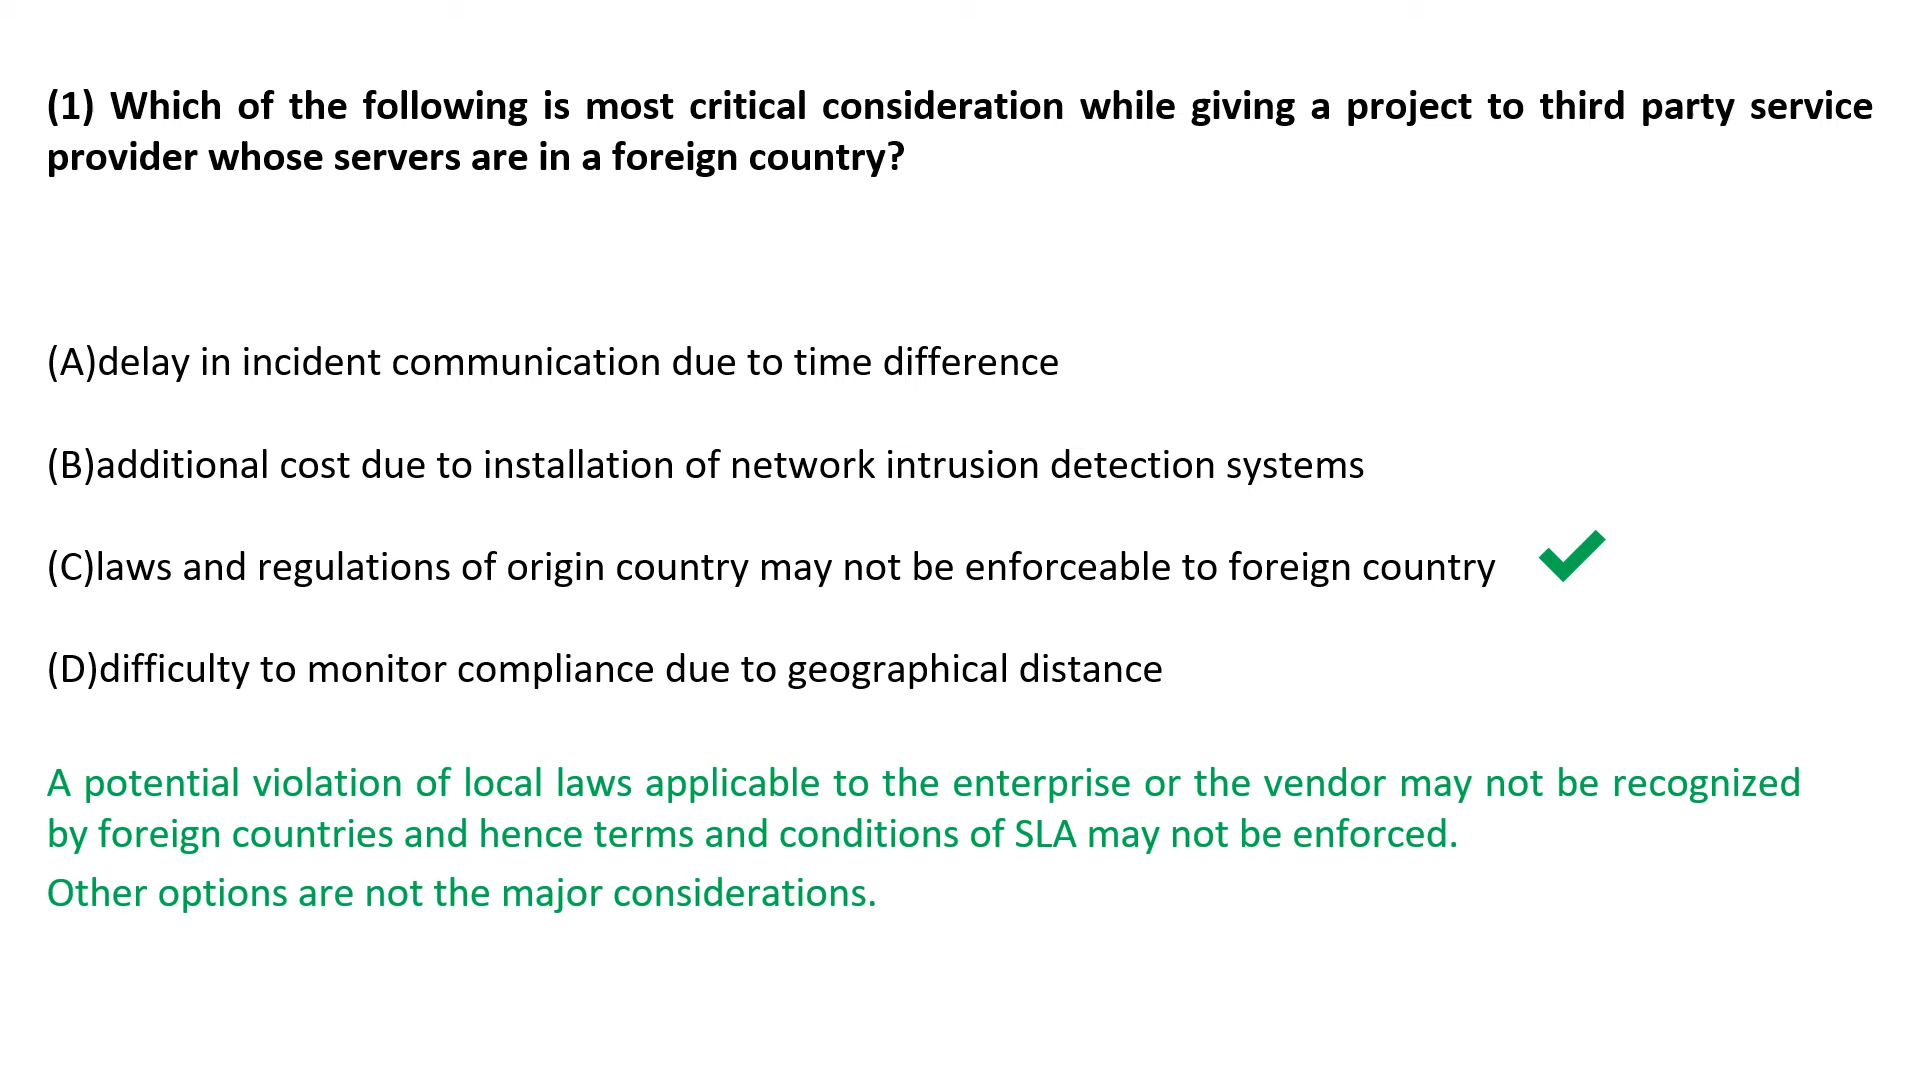 (1) Which of the following is most critical consideration while giving a project to third party service
provider whose servers are in a foreign country?
(A)delay in incident communication due to time difference
(B)additional cost due to installation of network intrusion detection systems
(C)laws and regulations of origin country may not be enforceable to foreign country
(D)difficulty to monitor compliance due to geographical distance
A potential violation of local laws applicable to the enterprise or the vendor may not be recognized
by foreign countries and hence terms and conditions of SLA may not be enforced.
Other options are not the major considerations.